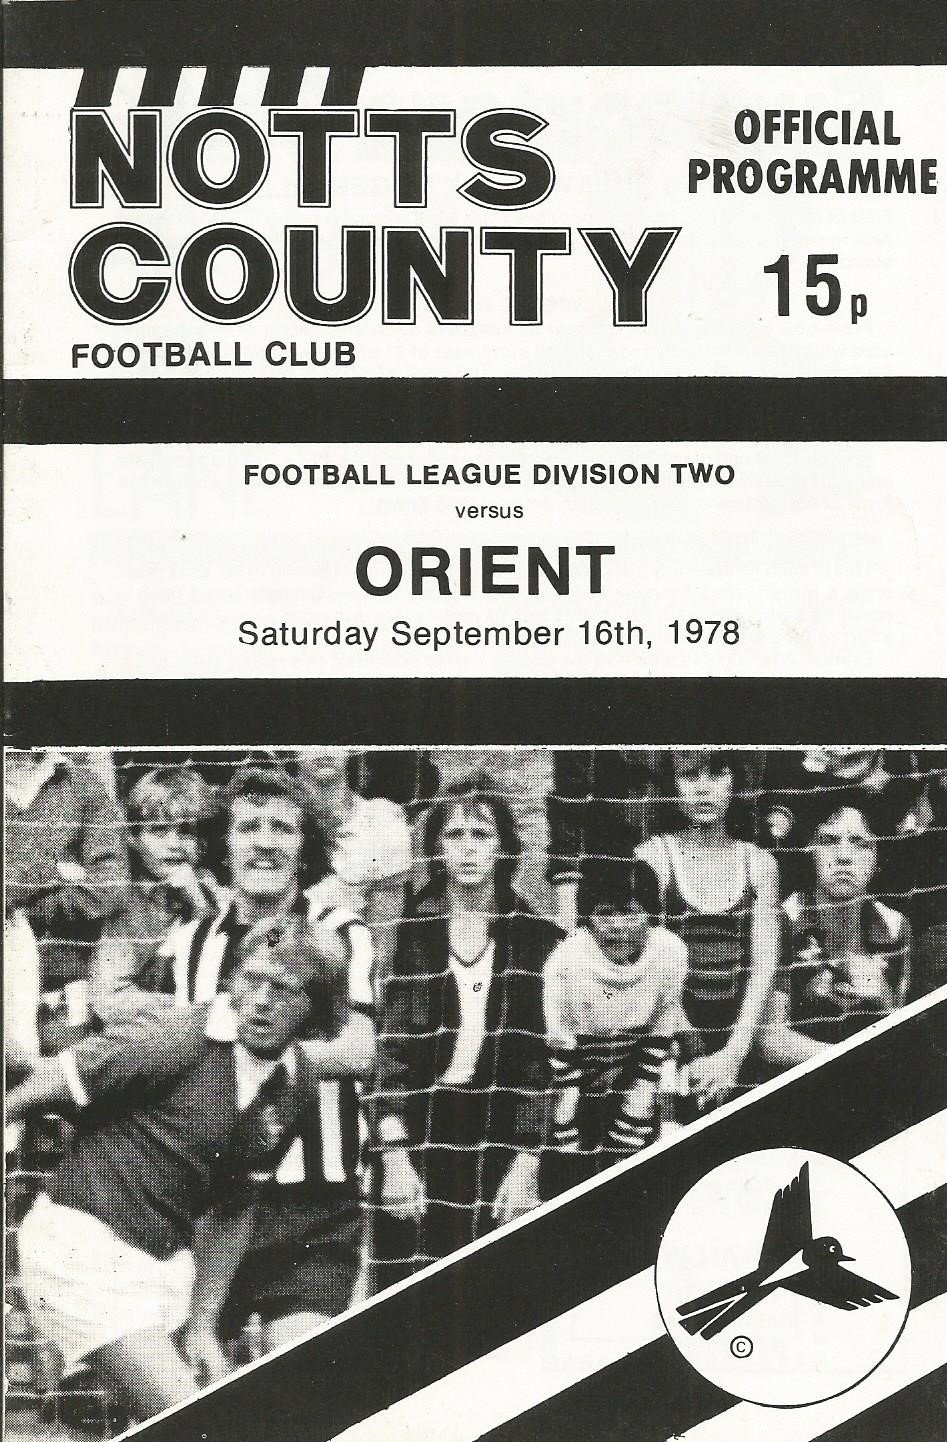 NOTTS
COUNTY
FOOTBALL CLUB
OFFICIAL
PROGRAMME
15p
FOOTBALL LEAGUE DIVISION TWO
versus
ORIENT
Saturday September 16th, 1978
©